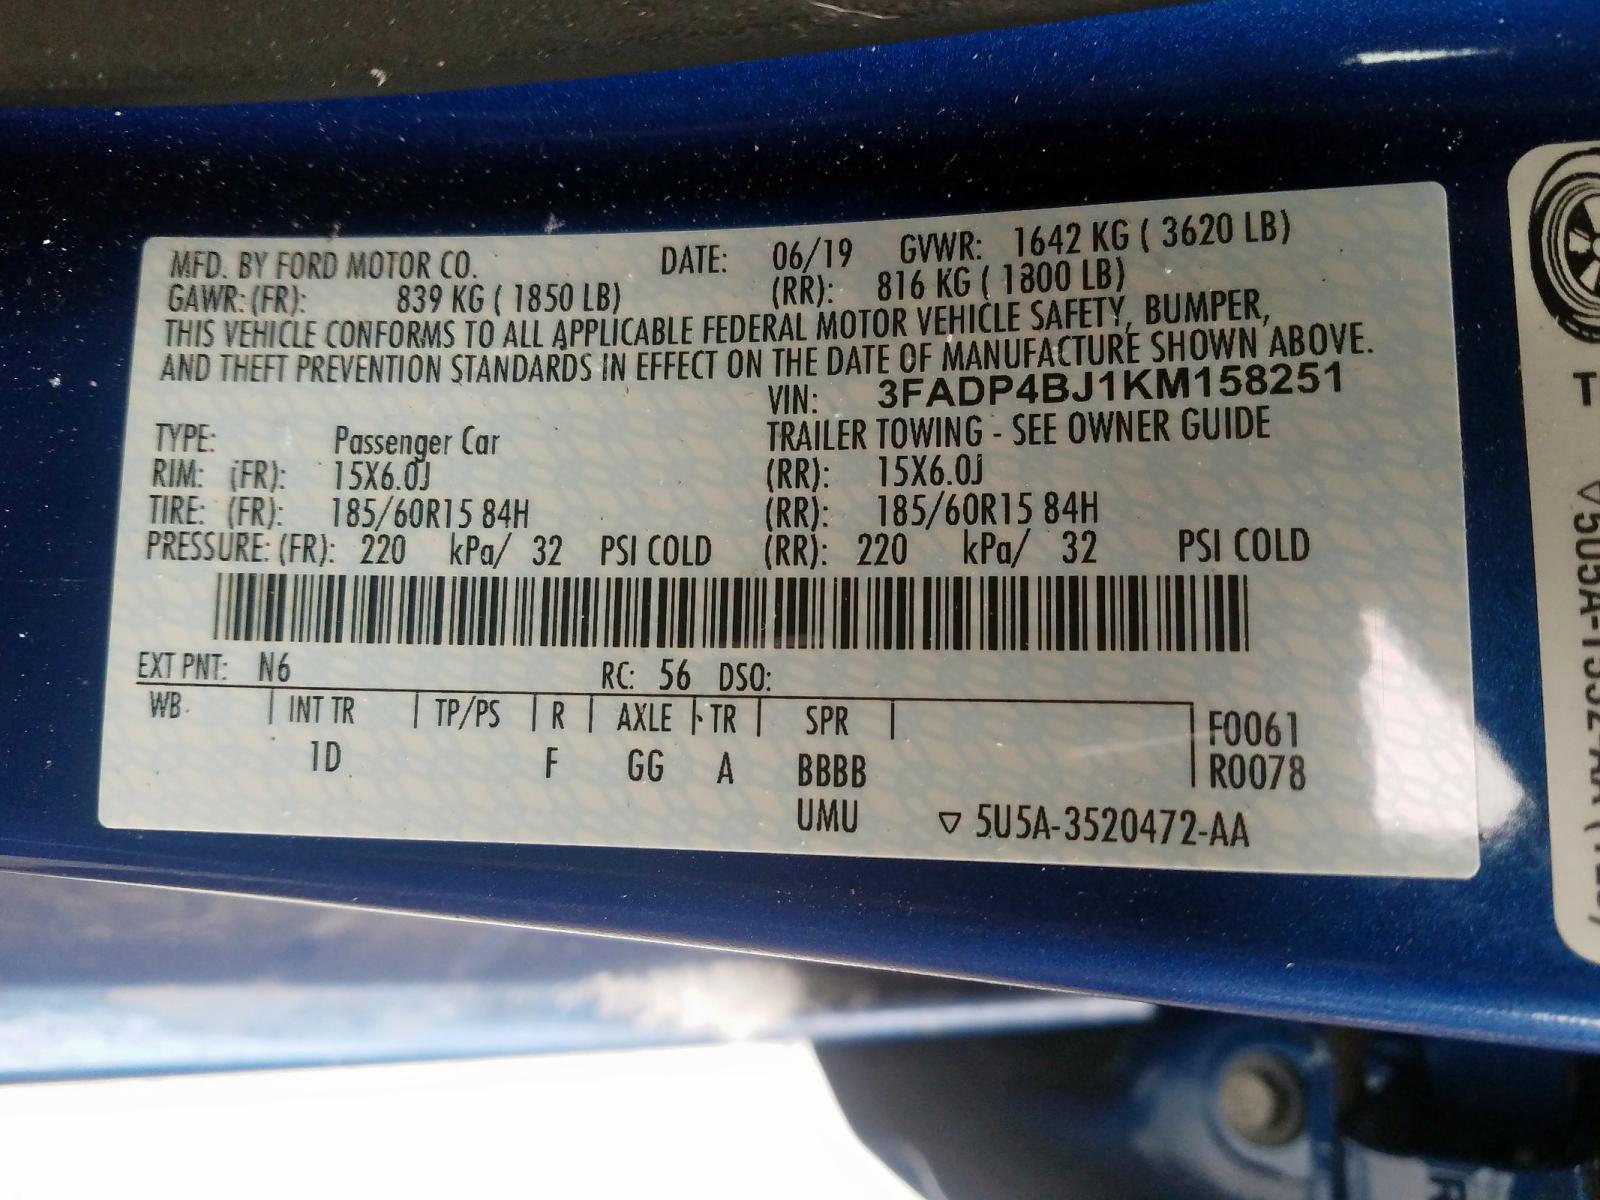 MFD. BY FORD MOTOR CO. DATE: 06/19 GVWR: 1642 KG ( 3620 LB)
GAWR: (FR): 839 KG ( 1850 LB) (RR): 816 KG ( 1800 LB)
THIS VEHICLE CONFORMS TO ALL APPLICABLE FEDERAL MOTOR VEHICLE SAFETY, BUMPER,
AND THEFT PREVENTION STANDARDS IN EFFECT ON THE DATE OF MANUFACTURE SHOWN ABOVE.
VIN: 3FADP4BJ1KM158251
TYPE: Passenger Car TRAILER TOWING - SEE OWNER GUIDE
RIM: (FR): 15X6.0J (RR): 15X6.0J
TIRE: (FR): 185/60R15 84H (RR): 185/60R15 84H
PRESSURE: (FR): 220 kPa/ 32 PSI COLD (RR): 220 kPa/ 32 PSI COLD
EXT PNT: N6 RC: 56 DSO:
WB INT TR TP/PS R AXLE TR SPR F0061
1D F GG A BBBB R0078
UMU ▽ 5U5A-3520472-AA
T